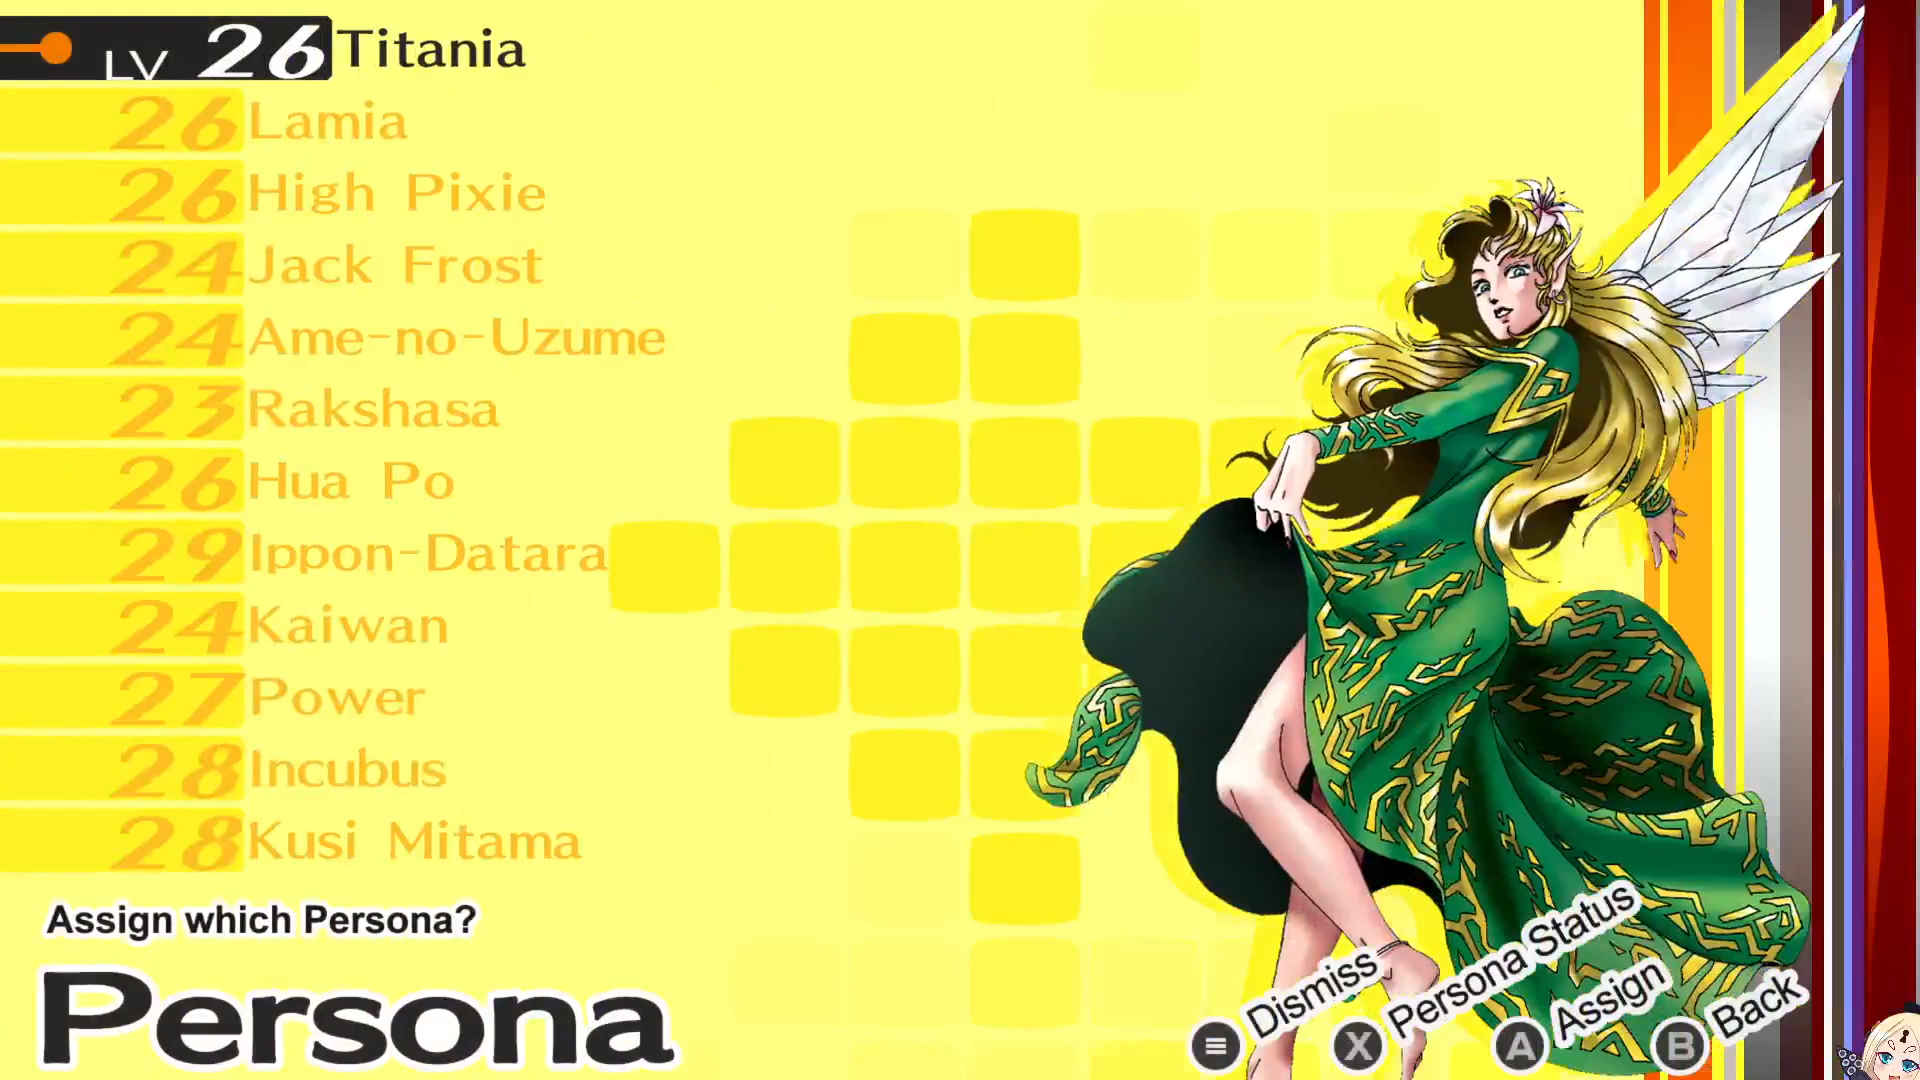 LV 26 Titania
26 Lamia
26 High Pixie
24 Jack Frost
24 Ame-no-Uzume
23 Rakshasa
26 Hua Po
29 Ippon-Datara
24 Kaiwan
27 Power
28 Incubus
28 Kusi Mitama
Assign which Persona?
Persona
Dismiss
X Persona Status
A Assign
B Back